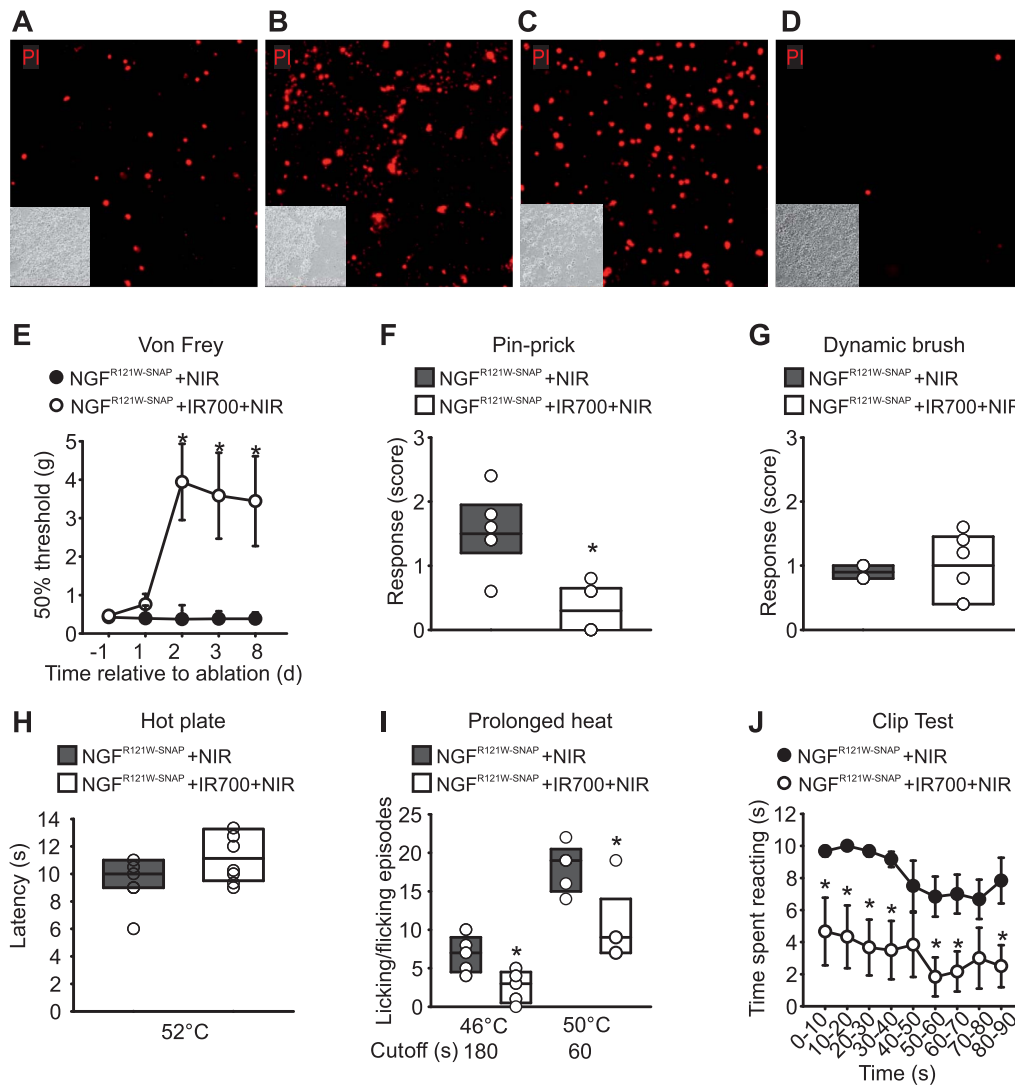 A B C D
PI PI PI PI
E Von Frey
NGFR121W-SNAP +NIR
NGFR121W-SNAP +IR700+NIR
50% threshold (g)
5
4
3
2
1
0
* * *
-1 1 2 3 8
Time relative to ablation (d)
F Pin-prick
NGFR121W-SNAP +NIR
NGFR121W-SNAP +IR700+NIR
Response (score)
3
2
1
0
*
G Dynamic brush
NGFR121W-SNAP +NIR
NGFR121W-SNAP +IR700+NIR
Response (score)
3
2
1
0
H Hot plate
NGFR121W-SNAP +NIR
NGFR121W-SNAP +IR700+NIR
Latency (s)
14
12
10
8
6
4
2
0
52°C
I Prolonged heat
NGFR121W-SNAP +NIR
NGFR121W-SNAP +IR700+NIR
Licking/flicking episodes
25
20
15
10
5
0
* *
46°C 50°C
Cutoff (s) 180 60
J Clip Test
NGFR121W-SNAP +NIR
NGFR121W-SNAP +IR700+NIR
Time spent reacting (s)
12
10
8
6
4
2
0
* * * * * * *
0-10 10-20 20-30 30-40 40-50 50-60 60-70 70-80 80-90
Time (s)